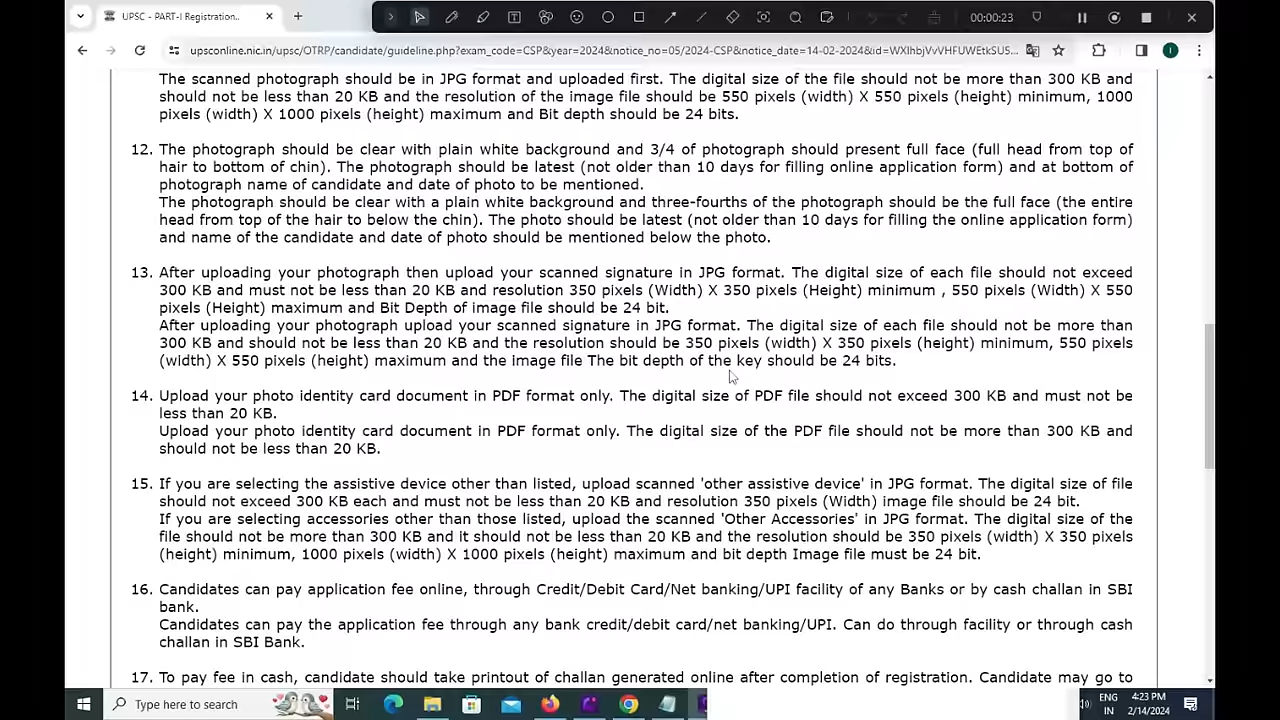 UPSC - PART-I Registration..
00:00:23
upsconline.nic.in/upsc/OTRP/candidate/guideline.php?exam_code=CSP&year=2024&notice_no=05/2024-CSP&notice_date=14-02-2024&id=WXlhbjVvVHFUWEtkSU5...
The scanned photograph should be in JPG format and uploaded first. The digital size of the file should not be more than 300 KB and
should not be less than 20 KB and the resolution of the image file should be 550 pixels (width) X 550 pixels (height) minimum, 1000
pixels (width) X 1000 pixels (height) maximum and Bit depth should be 24 bits.
12. The photograph should be clear with plain white background and 3/4 of photograph should present full face (full head from top of
hair to bottom of chin). The photograph should be latest (not older than 10 days for filling online application form) and at bottom of
photograph name of candidate and date of photo to be mentioned.
The photograph should be clear with a plain white background and three-fourths of the photograph should be the full face (the entire
head from top of the hair to below the chin). The photo should be latest (not older than 10 days for filling the online application form)
and name of the candidate and date of photo should be mentioned below the photo.
13. After uploading your photograph then upload your scanned signature in JPG format. The digital size of each file should not exceed
300 KB and must not be less than 20 KB and resolution 350 pixels (Width) X 350 pixels (Height) minimum , 550 pixels (Width) X 550
pixels (Height) maximum and Bit Depth of image file should be 24 bit.
After uploading your photograph upload your scanned signature in JPG format. The digital size of each file should not be more than
300 KB and should not be less than 20 KB and the resolution should be 350 pixels (width) X 350 pixels (height) minimum, 550 pixels
(width) X 550 pixels (height) maximum and the image file The bit depth of the key should be 24 bits.
14. Upload your photo identity card document in PDF format only. The digital size of PDF file should not exceed 300 KB and must not be
less than 20 KB.
Upload your photo identity card document in PDF format only. The digital size of the PDF file should not be more than 300 KB and
should not be less than 20 KB.
15. If you are selecting the assistive device other than listed, upload scanned 'other assistive device' in JPG format. The digital size of file
should not exceed 300 KB each and must not be less than 20 KB and resolution 350 pixels (Width) image file should be 24 bit.
If you are selecting accessories other than those listed, upload the scanned 'Other Accessories' in JPG format. The digital size of the
file should not be more than 300 KB and it should not be less than 20 KB and the resolution should be 350 pixels (width) X 350 pixels
(height) minimum, 1000 pixels (width) X 1000 pixels (height) maximum and bit depth Image file must be 24 bit.
16. Candidates can pay application fee online, through Credit/Debit Card/Net banking/UPI facility of any Banks or by cash challan in SBI
bank.
Candidates can pay the application fee through any bank credit/debit card/net banking/UPI. Can do through facility or through cash
challan in SBI Bank.
17. To pay fee in cash, candidate should take printout of challan generated online after completion of registration. Candidate may go to
Type here to search
ENG
IN
4:23 PM
2/14/2024